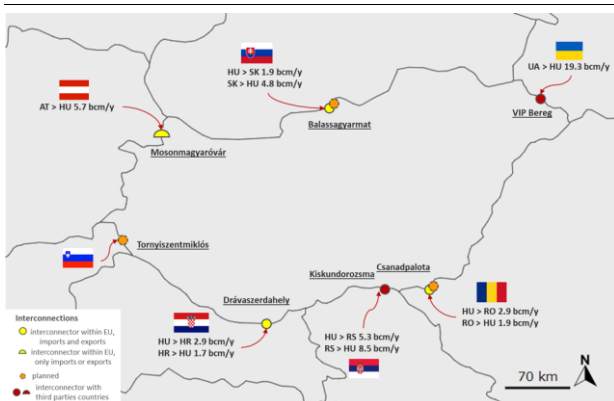 HU > SK 1.9 bcm/y
SK > HU 4.8 bcm/y
UA > HU 19.3 bcm/y
AT > HU 5.7 bcm/y
Balassagyarmat
VIP Bereg
Mosonmagyaróvár
Tornyiszentmiklós
Csanadpalota
Kiskundorozsma
Drávaszerdahely
HU > HR 2.9 bcm/y
HR > HU 1.7 bcm/y
HU > RS 5.3 bcm/y
RS > HU 8.5 bcm/y
HU > RO 2.9 bcm/y
RO > HU 1.9 bcm/y
Interconnections
interconnector within EU,
imports and exports
interconnector within EU,
only imports or exports
planned
interconnector with
third parties countries
70 km
N